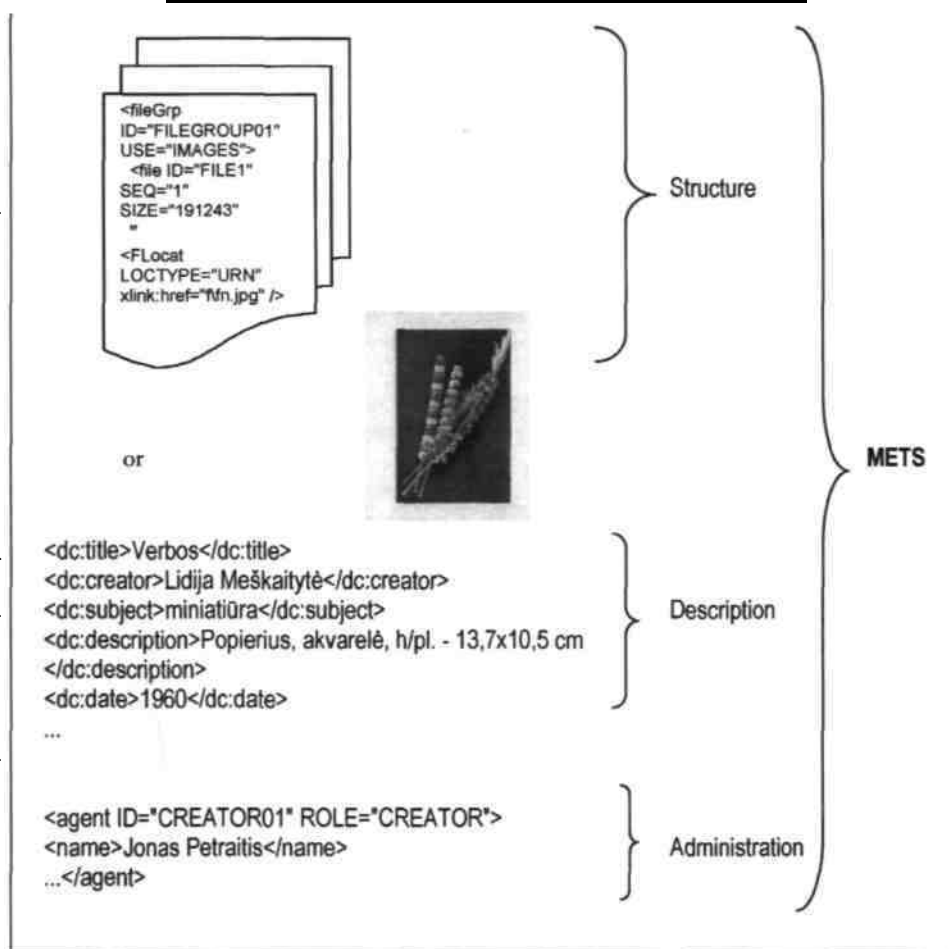 <fileGrp
ID="FILEGROUP01"
USE="IMAGES">
<file ID="FILE1"
SEQ="1"
SIZE="191243"
"
<FLocat
LOCTYPE="URN"
xlink:href="f\fn.jpg" />
Structure
or
METS
<dc:title>Verbos</dc:title>
<dc:creator>Lidija Meškaitytė</dc:creator>
<dc:subject>miniatiūra</dc:subject>
<dc:description>Popierius, akvarelė, h/pl. - 13,7x10,5 cm
</dc:description>
<dc:date>1960</dc:date>
...
Description
<agent ID="CREATOR01" ROLE="CREATOR">
<name>Jonas Petraitis</name>
...</agent>
Administration